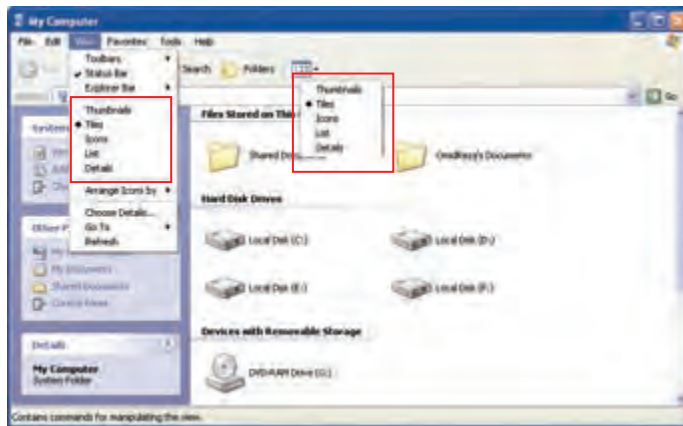 My Computer
File Edit View Favorites Tools Help
Search Folders
Toolbars
Status Bar
Explorer Bar
Thumbnails
Tiles
Icons
List
Details
Arrange Icons by
Choose Details...
Go To
Refresh
Thumbnails
Tiles
Icons
List
Details
Go
System
Files Stored on This
Shared
Documents
Hard Disk Drives
Local Disk (C:)
Local Disk (D:)
Local Disk (E:)
Local Disk (F:)
Other P
My Documents
Shared Documents
Control Panel
Devices with Removable Storage
DVD-RAM Drive (G:)
Details
My Computer
System Folder
Contains commands for manipulating the view.